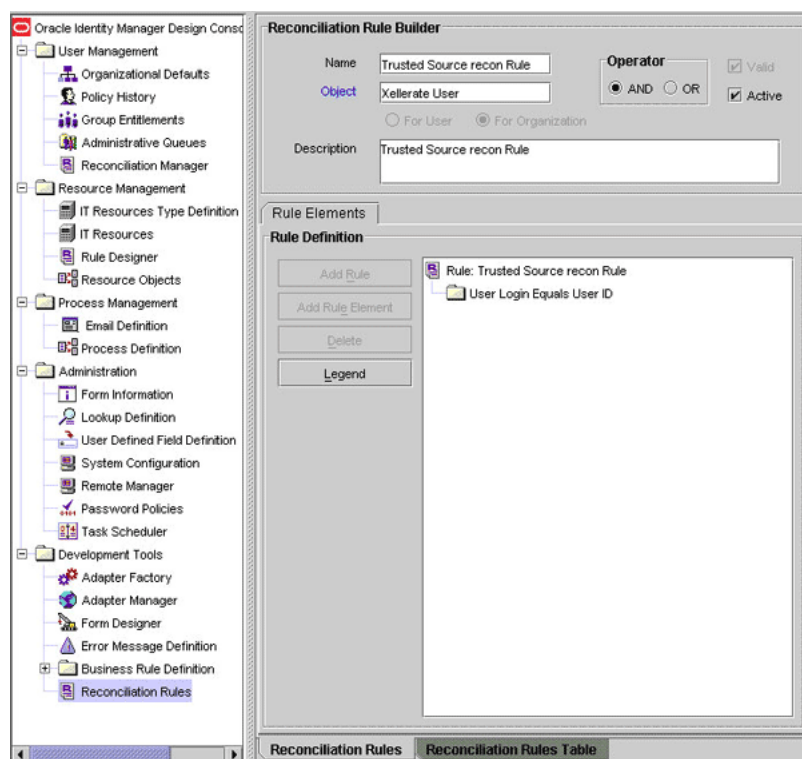 Oracle Identity Manager Design Consc
User Management
Organizational Defaults
Policy History
Group Entitlements
Administrative Queues
Reconciliation Manager
Resource Management
IT Resources Type Definition
IT Resources
Rule Designer
Resource Objects
Process Management
Email Definition
Process Definition
Administration
Form Information
Lookup Definition
User Defined Field Definition
System Configuration
Remote Manager
Password Policies
Task Scheduler
Development Tools
Adapter Factory
Adapter Manager
Form Designer
Error Message Definition
Business Rule Definition
Reconciliation Rules
Reconciliation Rule Builder
Name Trusted Source recon Rule
Operator
AND OR
Valid
Object Xellerate User
Active
For User For Organization
Description Trusted Source recon Rule
Rule Elements
Rule Definition
Add Rule
Add Rule Element
Delete
Legend
Rule: Trusted Source recon Rule
User Login Equals User ID
Reconciliation Rules Reconciliation Rules Table